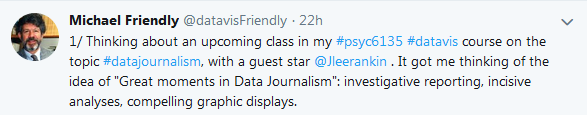 Michael Friendly @datavisFriendly · 22h
1/ Thinking about an upcoming class in my #psyc6135 #datavis course on the
topic #datajournalism, with a guest star @Jleerankin . It got me thinking of the
idea of "Great moments in Data Journalism": investigative reporting, incisive
analyses, compelling graphic displays.